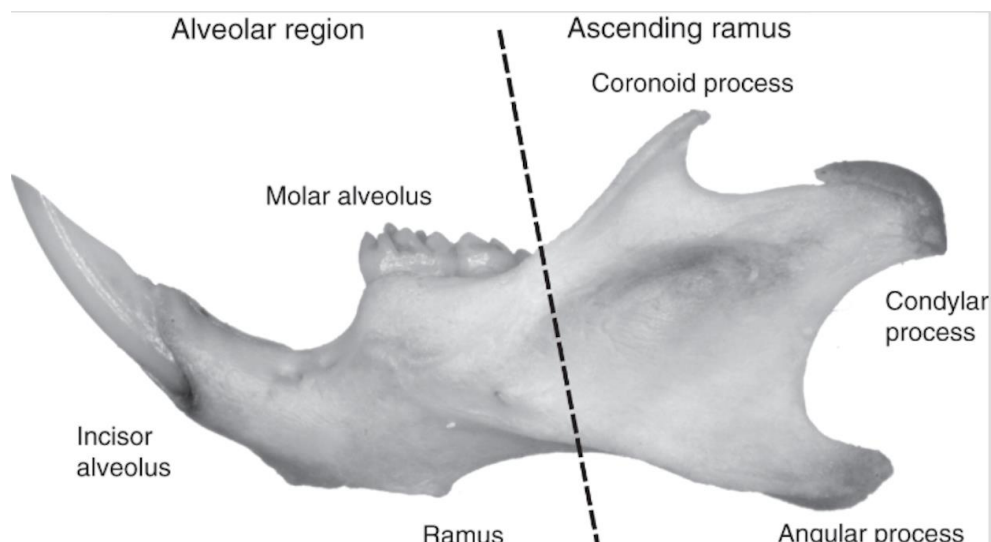 Alveolar region
Ascending ramus
Coronoid process
Molar alveolus
Condylar
process
Incisor
alveolus
Ramus
Angular process